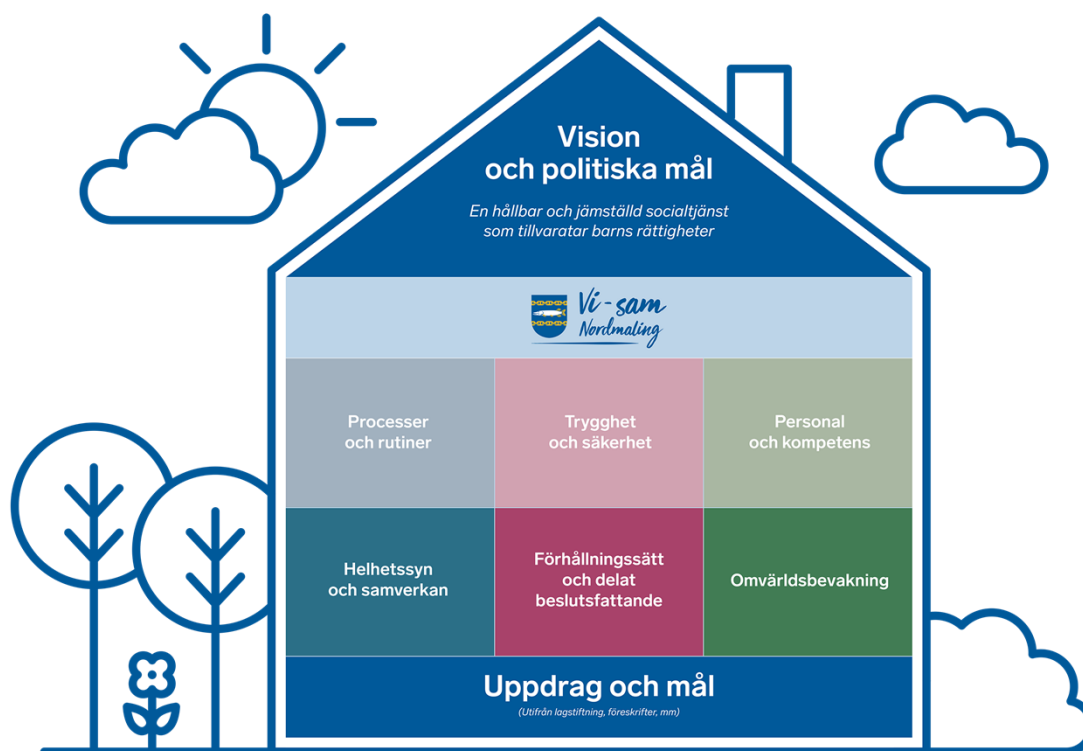 Vision
och politiska mål
En hållbar och jämställd socialtjänst
som tillvaratar barns rättigheter
Vi-sam
Nordmaling
Processer
och rutiner
Trygghet
och säkerhet
Personal
och kompetens
Helhetssyn
och samverkan
Förhållningssätt
och delat
beslutsfattande
Omvärldsbevakning
Uppdrag och mål
(Utifrån lagstiftning, föreskrifter, mm)